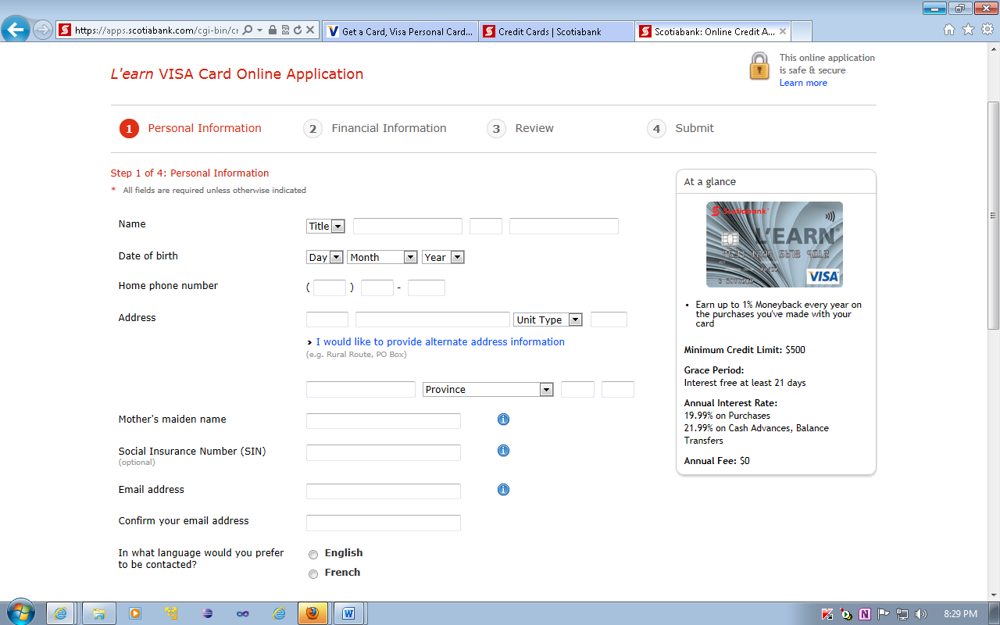 https://apps.scotiabank.com/cgi-bin/cr
Get a Card, Visa Personal Card...
Credit Cards | Scotiabank
Scotiabank: Online Credit A...
L'earn VISA Card Online Application
This online application
is safe & secure
Learn more
1 Personal Information
2 Financial Information
3 Review
4 Submit
Step 1 of 4: Personal Information
* All fields are required unless otherwise indicated
At a glance
Scotiabank
L'EARN
VISA
Name
Title
Date of birth
Day Month Year
Home phone number
( ) -
Address
Unit Type
I would like to provide alternate address information
(e.g. Rural Route, PO Box)
Province
Mother's maiden name
Social Insurance Number (SIN)
(optional)
Email address
Confirm your email address
In what language would you prefer
to be contacted?
English
French
• Earn up to 1% Moneyback every year on
the purchases you've made with your
card
Minimum Credit Limit: $500
Grace Period:
Interest free at least 21 days
Annual Interest Rate:
19.99% on Purchases
21.99% on Cash Advances, Balance
Transfers
Annual Fee: $0
8:29 PM